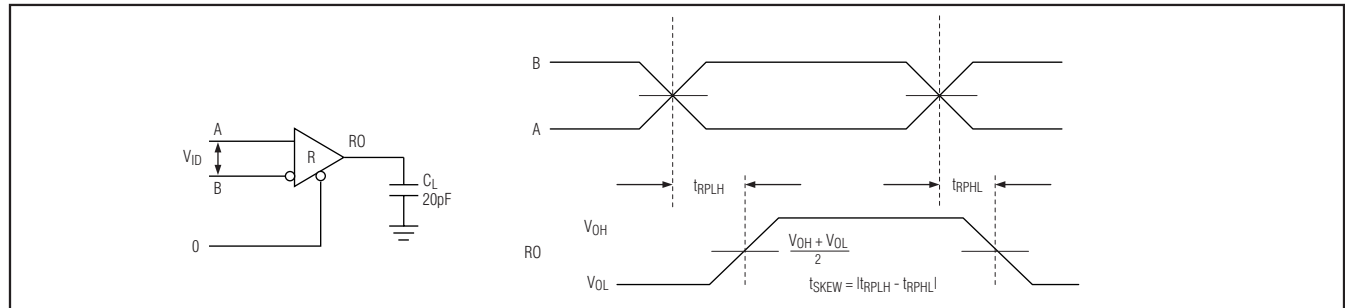 A
RO
V_ID
R
B
C_L
20pF
0
B
A
t_RPLH
t_RPHL
V_OH
RO
V_OH + V_OL
2
V_OL
t_SKEW = |t_RPLH - t_RPHL|